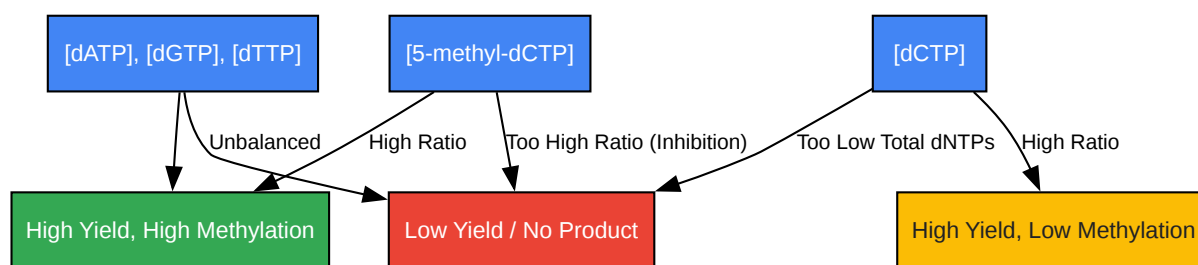 [dATP], [dGTP], [dTTP]
[5-methyl-dCTP]
[dCTP]
Unbalanced
High Ratio
Too High Ratio (Inhibition)
Too Low Total dNTPs
High Ratio
High Yield, High Methylation
Low Yield / No Product
High Yield, Low Methylation